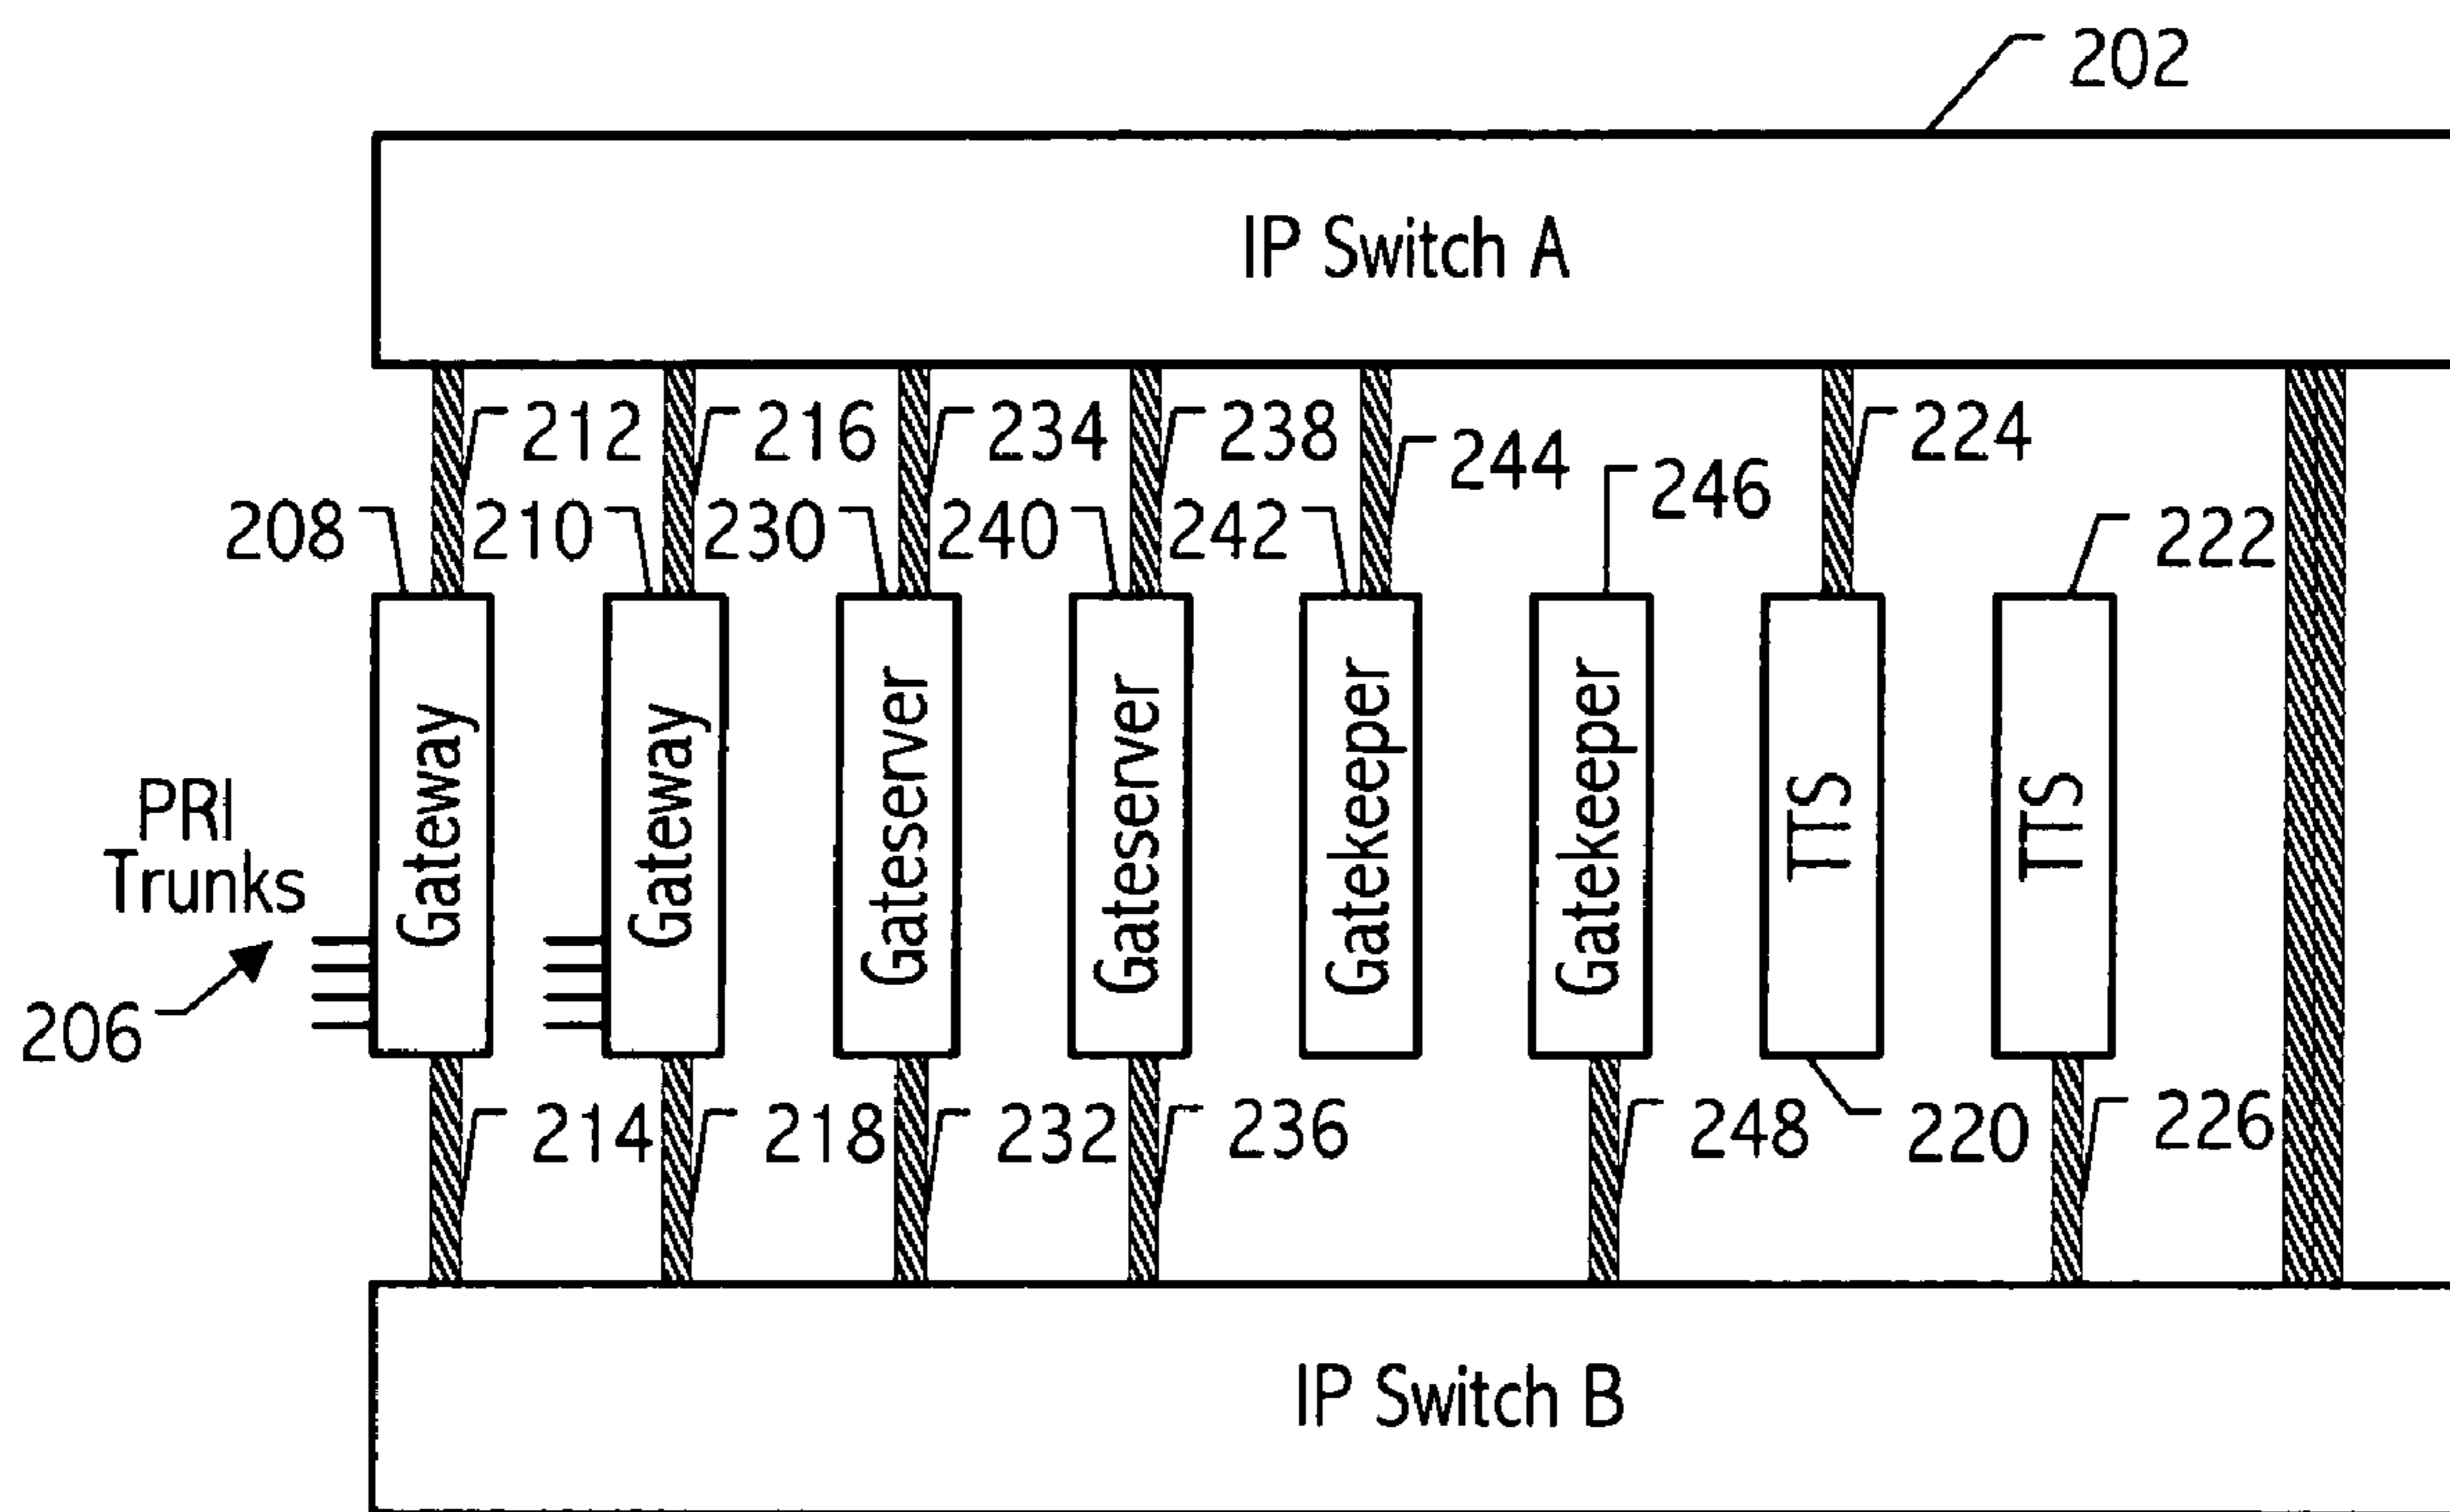 202
IP Switch A
212 216 234 238 244 224
246
208 210 230 240 242 222
Gateway Gateway Gateserver Gateserver Gatekeeper Gatekeeper TTS TTS
PRI
Trunks
206
214 218 232 236 248 220 226
IP Switch B